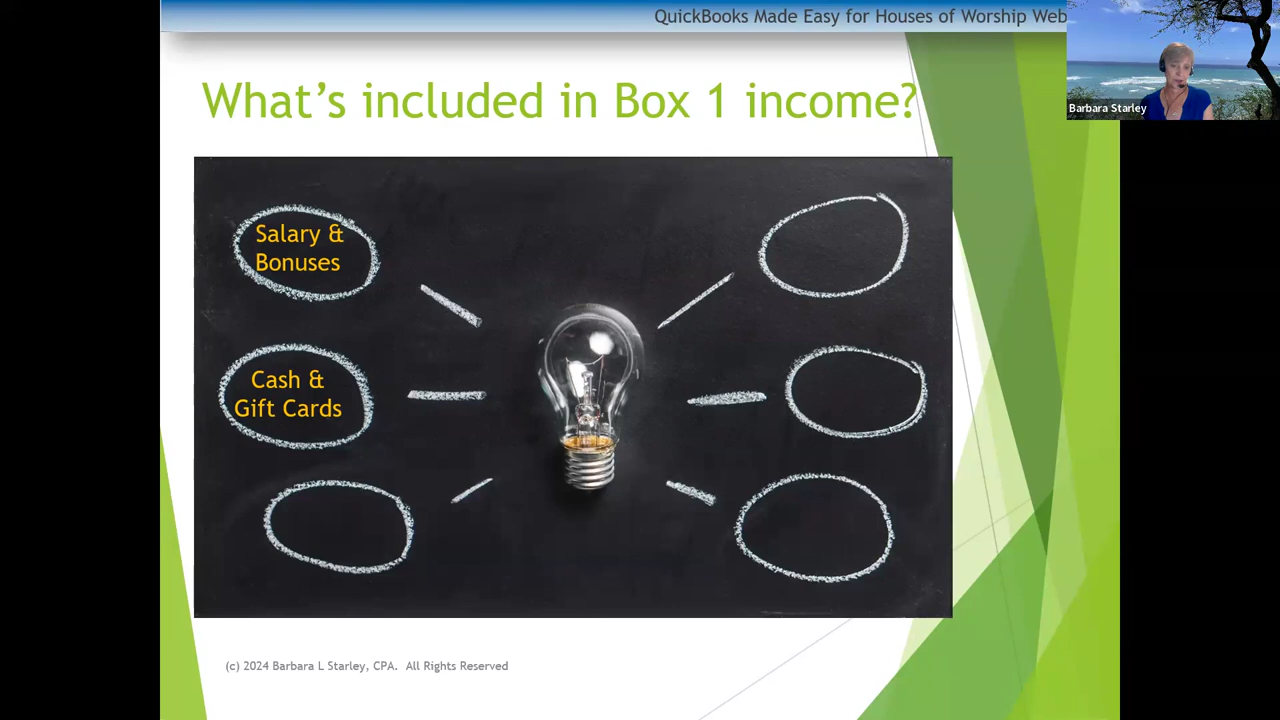 QuickBooks Made Easy for Houses of Worship Web
Barbara Starley
What's included in Box 1 income?
Salary &
Bonuses
Cash &
Gift Cards
(c) 2024 Barbara L Starley, CPA. All Rights Reserved